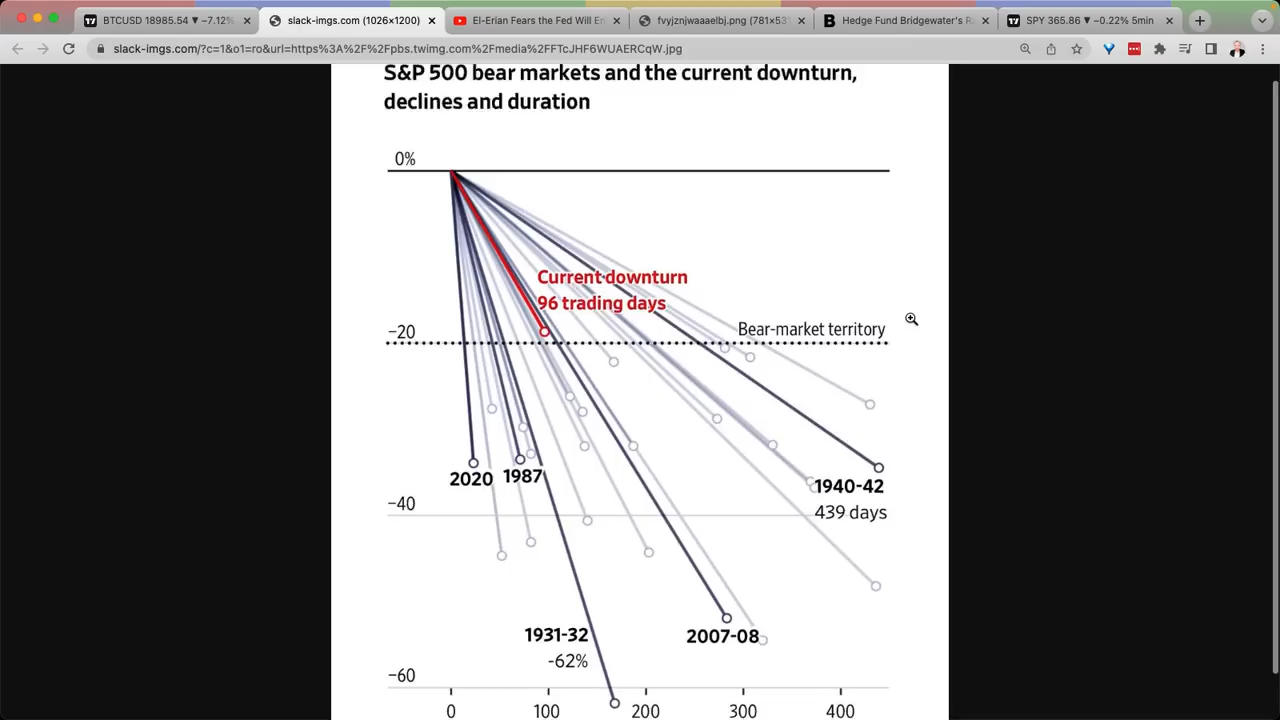 BTCUSD 18985.54 ▼ −7.12%
slack-imgs.com (1026×1200)
El-Erian Fears the Fed Will En
fvyjznjwaaaelbj.png (781×531
Hedge Fund Bridgewater's R
SPY 365.86 ▼ −0.22% 5min
slack-imgs.com/?c=1&o1=ro&url=https%3A%2F%2Fpbs.twimg.com%2Fmedia%2FFTcJHF6WUAERCqW.jpg
S&P 500 bear markets and the current downturn,
declines and duration
0%
Current downturn
96 trading days
−20
Bear-market territory
2020
1987
1940-42
439 days
−40
1931-32
-62%
2007-08
−60
0 100 200 300 400